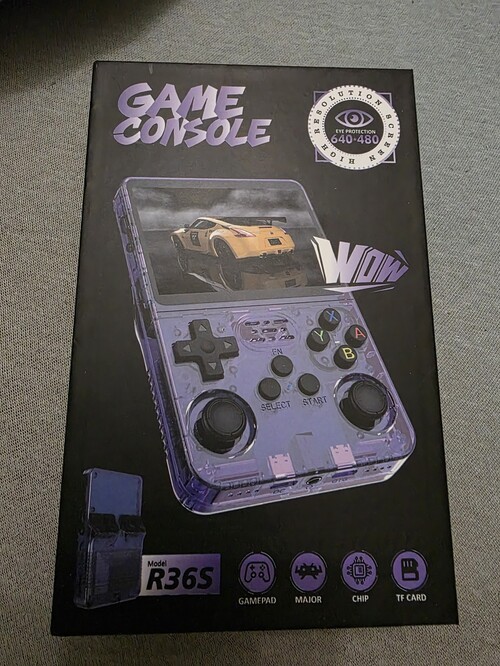 GAME
CONSOLE
HIGH RESOLUTION SCREEN
EYE PROTECTION
640*480
WOW
X
Y
A
B
EN
SELECT
START
Model
R36S
GAMEPAD
MAJOR
CHIP
TF CARD